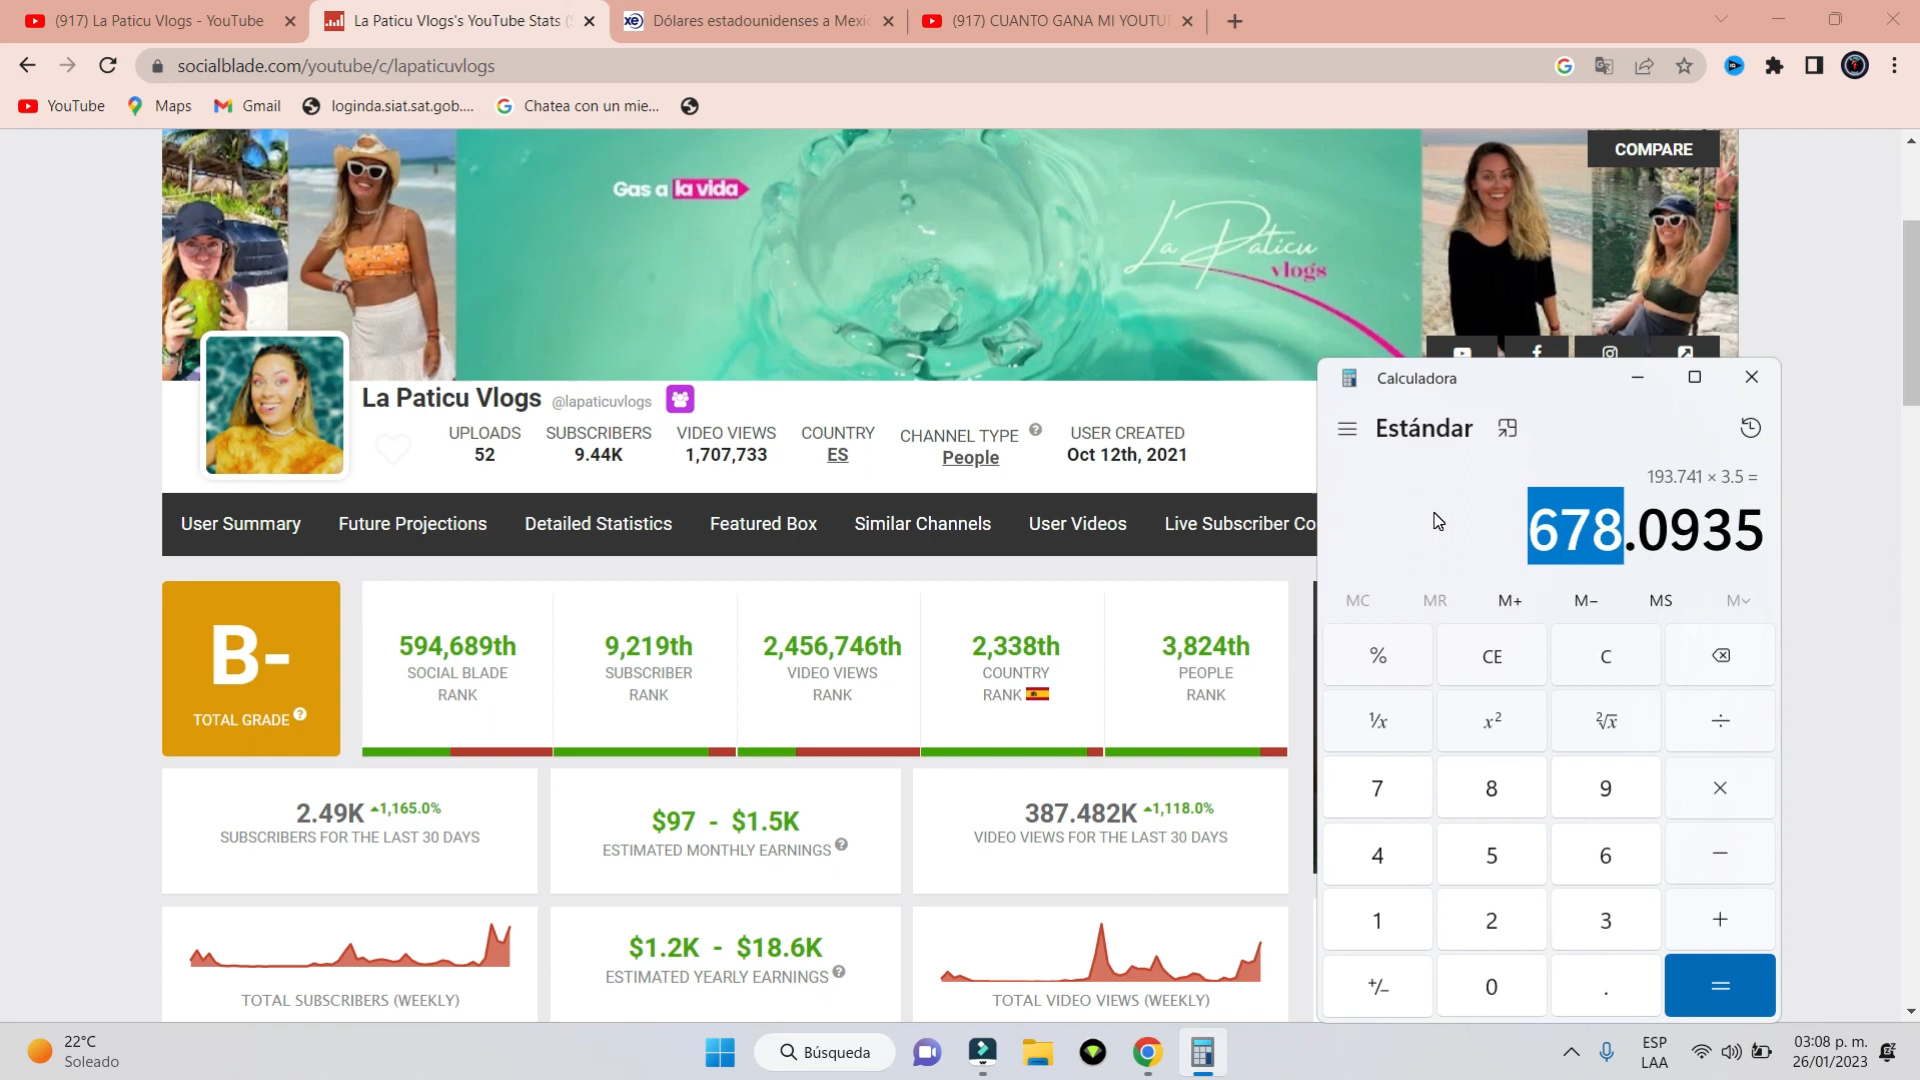 (917) La Paticu Vlogs - YouTube
La Paticu Vlogs's YouTube Stats (
xe Dólares estadounidenses a Mexic
(917) CUANTO GANA MI YOUTU
socialblade.com/youtube/c/lapaticuvlogs
YouTube
Maps
Gmail
loginda.siat.sat.gob....
Chatea con un mie...
COMPARE
Gas a la vida
La Paticu
vlogs
La Paticu Vlogs @lapaticuvlogs
UPLOADS
52
SUBSCRIBERS
9.44K
VIDEO VIEWS
1,707,733
COUNTRY
ES
CHANNEL TYPE ?
People
USER CREATED
Oct 12th, 2021
User Summary
Future Projections
Detailed Statistics
Featured Box
Similar Channels
User Videos
Live Subscriber Co
B-
TOTAL GRADE ?
594,689th
SOCIAL BLADE
RANK
9,219th
SUBSCRIBER
RANK
2,456,746th
VIDEO VIEWS
RANK
2,338th
COUNTRY
RANK
3,824th
PEOPLE
RANK
2.49K 1,165.0%
SUBSCRIBERS FOR THE LAST 30 DAYS
$97 - $1.5K
ESTIMATED MONTHLY EARNINGS ?
387.482K 1,118.0%
VIDEO VIEWS FOR THE LAST 30 DAYS
TOTAL SUBSCRIBERS (WEEKLY)
$1.2K - $18.6K
ESTIMATED YEARLY EARNINGS ?
TOTAL VIDEO VIEWS (WEEKLY)
Calculadora
Estándar
193.741 × 3.5 =
678.0935
MC MR M+ M− MS M
% CE C
1/x x² ²√x ÷
7 8 9 ×
4 5 6 −
1 2 3 +
+/− 0 . =
22°C
Soleado
Búsqueda
ESP
LAA
03:08 p. m.
26/01/2023